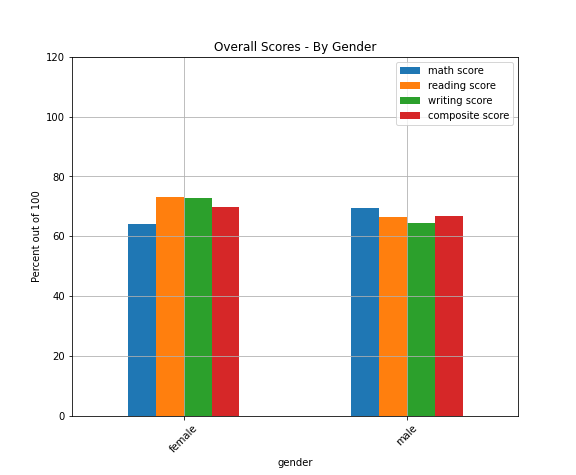 Overall Scores - By Gender
math score
reading score
writing score
composite score
120
100
80
60
40
20
0
Percent out of 100
female
male
gender